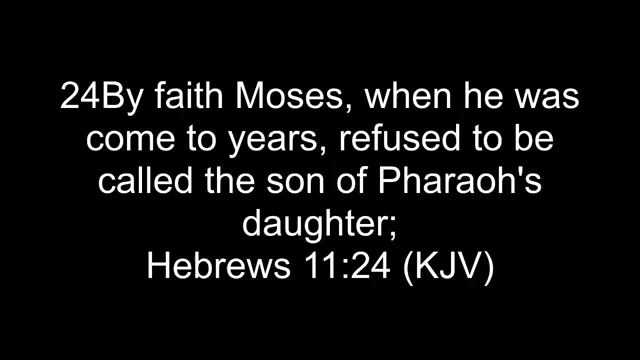 24By faith Moses, when he was
come to years, refused to be
called the son of Pharaoh's
daughter;
Hebrews 11:24 (KJV)